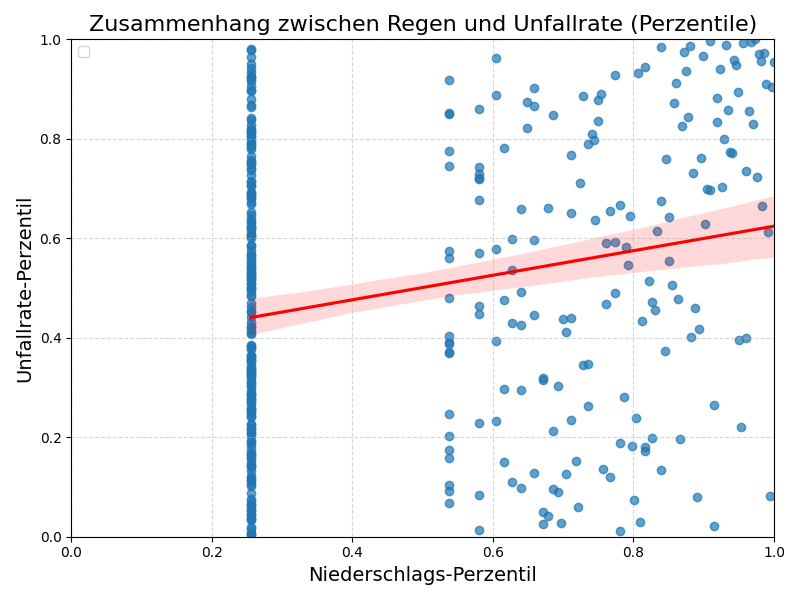 Zusammenhang zwischen Regen und Unfallrate (Perzentile)
1.0
0.8
0.6
0.4
0.2
0.0
Unfallrate-Perzentil
0.0 0.2 0.4 0.6 0.8 1.0
Niederschlags-Perzentil